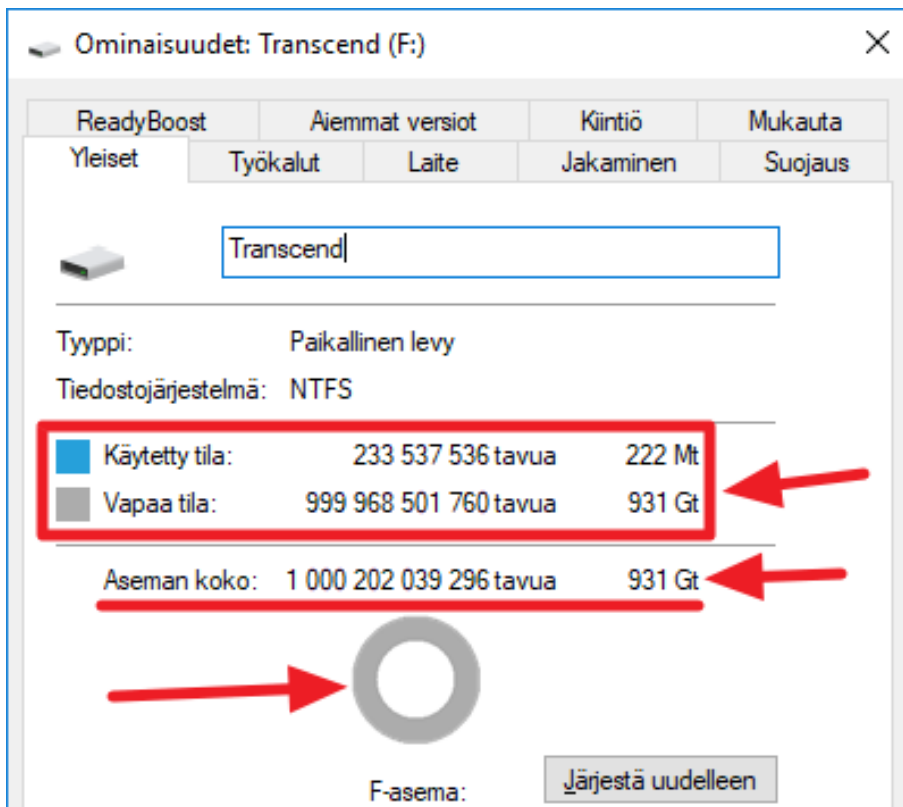 Ominaisuudet: Transcend (F:)
ReadyBoost Aiemmat versiot Kiintiö Mukauta
Yleiset Työkalut Laite Jakaminen Suojaus
Transcend
Tyyppi: Paikallinen levy
Tiedostojärjestelmä: NTFS
Käytetty tila: 233 537 536 tavua 222 Mt
Vapaa tila: 999 968 501 760 tavua 931 Gt
Aseman koko: 1 000 202 039 296 tavua 931 Gt
F-asema: Järjestä uudelleen